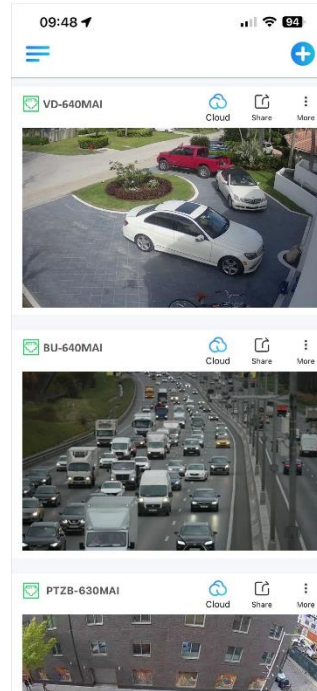 09:48 94
VD-640MAI Cloud Share More
BU-640MAI Cloud Share More
PTZB-630MAI Cloud Share More